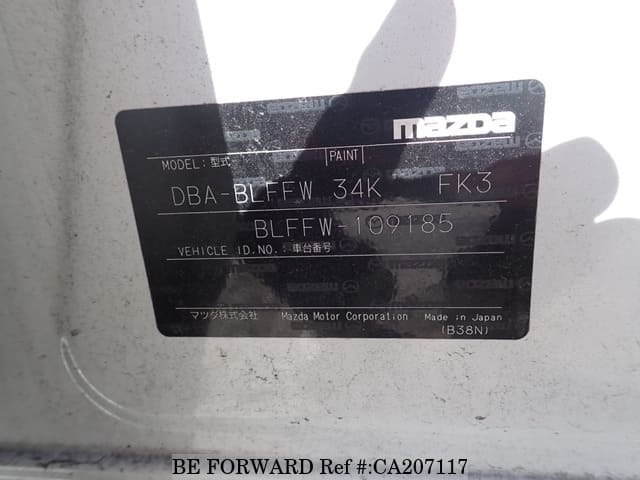 mazda
MODEL: 型式 PAINT
DBA-BLFFW 34K FK3
BLFFW-109185
VEHICLE ID.NO.: 車台番号
マツダ株式会社 Mazda Motor Corporation Made in Japan
(B38N)
BE FORWARD Ref #:CA207117